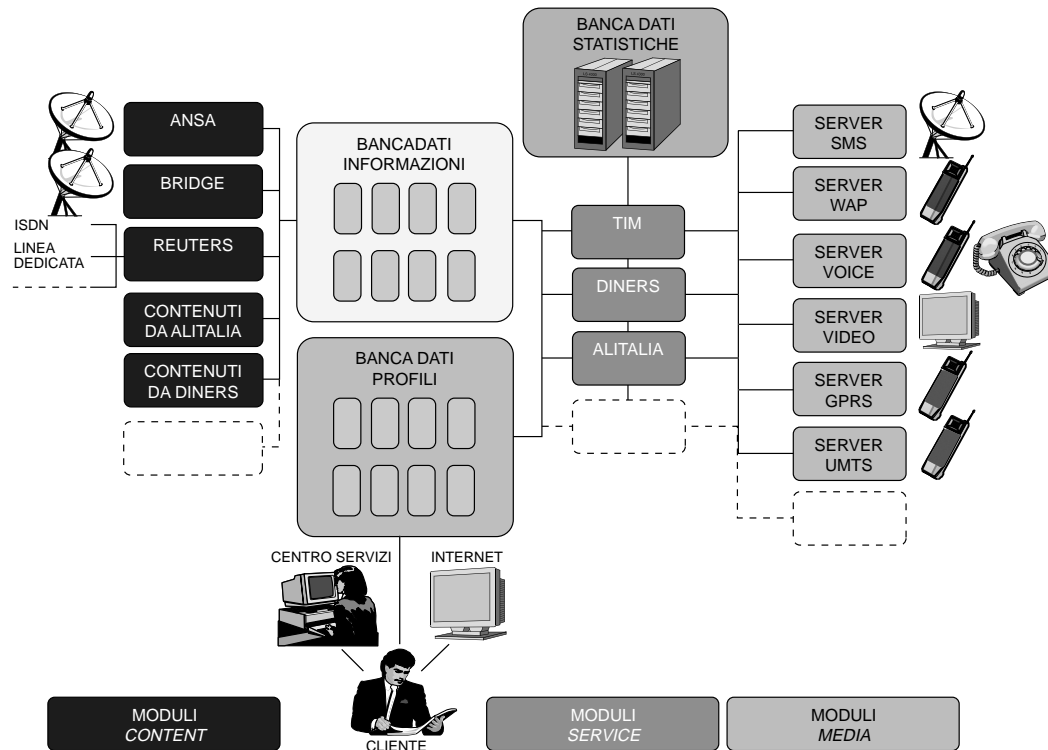 BANCA DATI
STATISTICHE
ANSA
BRIDGE
ISDN
LINEA
DEDICATA
REUTERS
CONTENUTI
DA ALITALIA
CONTENUTI
DA DINERS
BANCADATI
INFORMAZIONI
BANCA DATI
PROFILI
TIM
DINERS
ALITALIA
SERVER
SMS
SERVER
WAP
SERVER
VOICE
SERVER
VIDEO
SERVER
GPRS
SERVER
UMTS
CENTRO SERVIZI
INTERNET
CLIENTE
MODULI
CONTENT
MODULI
SERVICE
MODULI
MEDIA